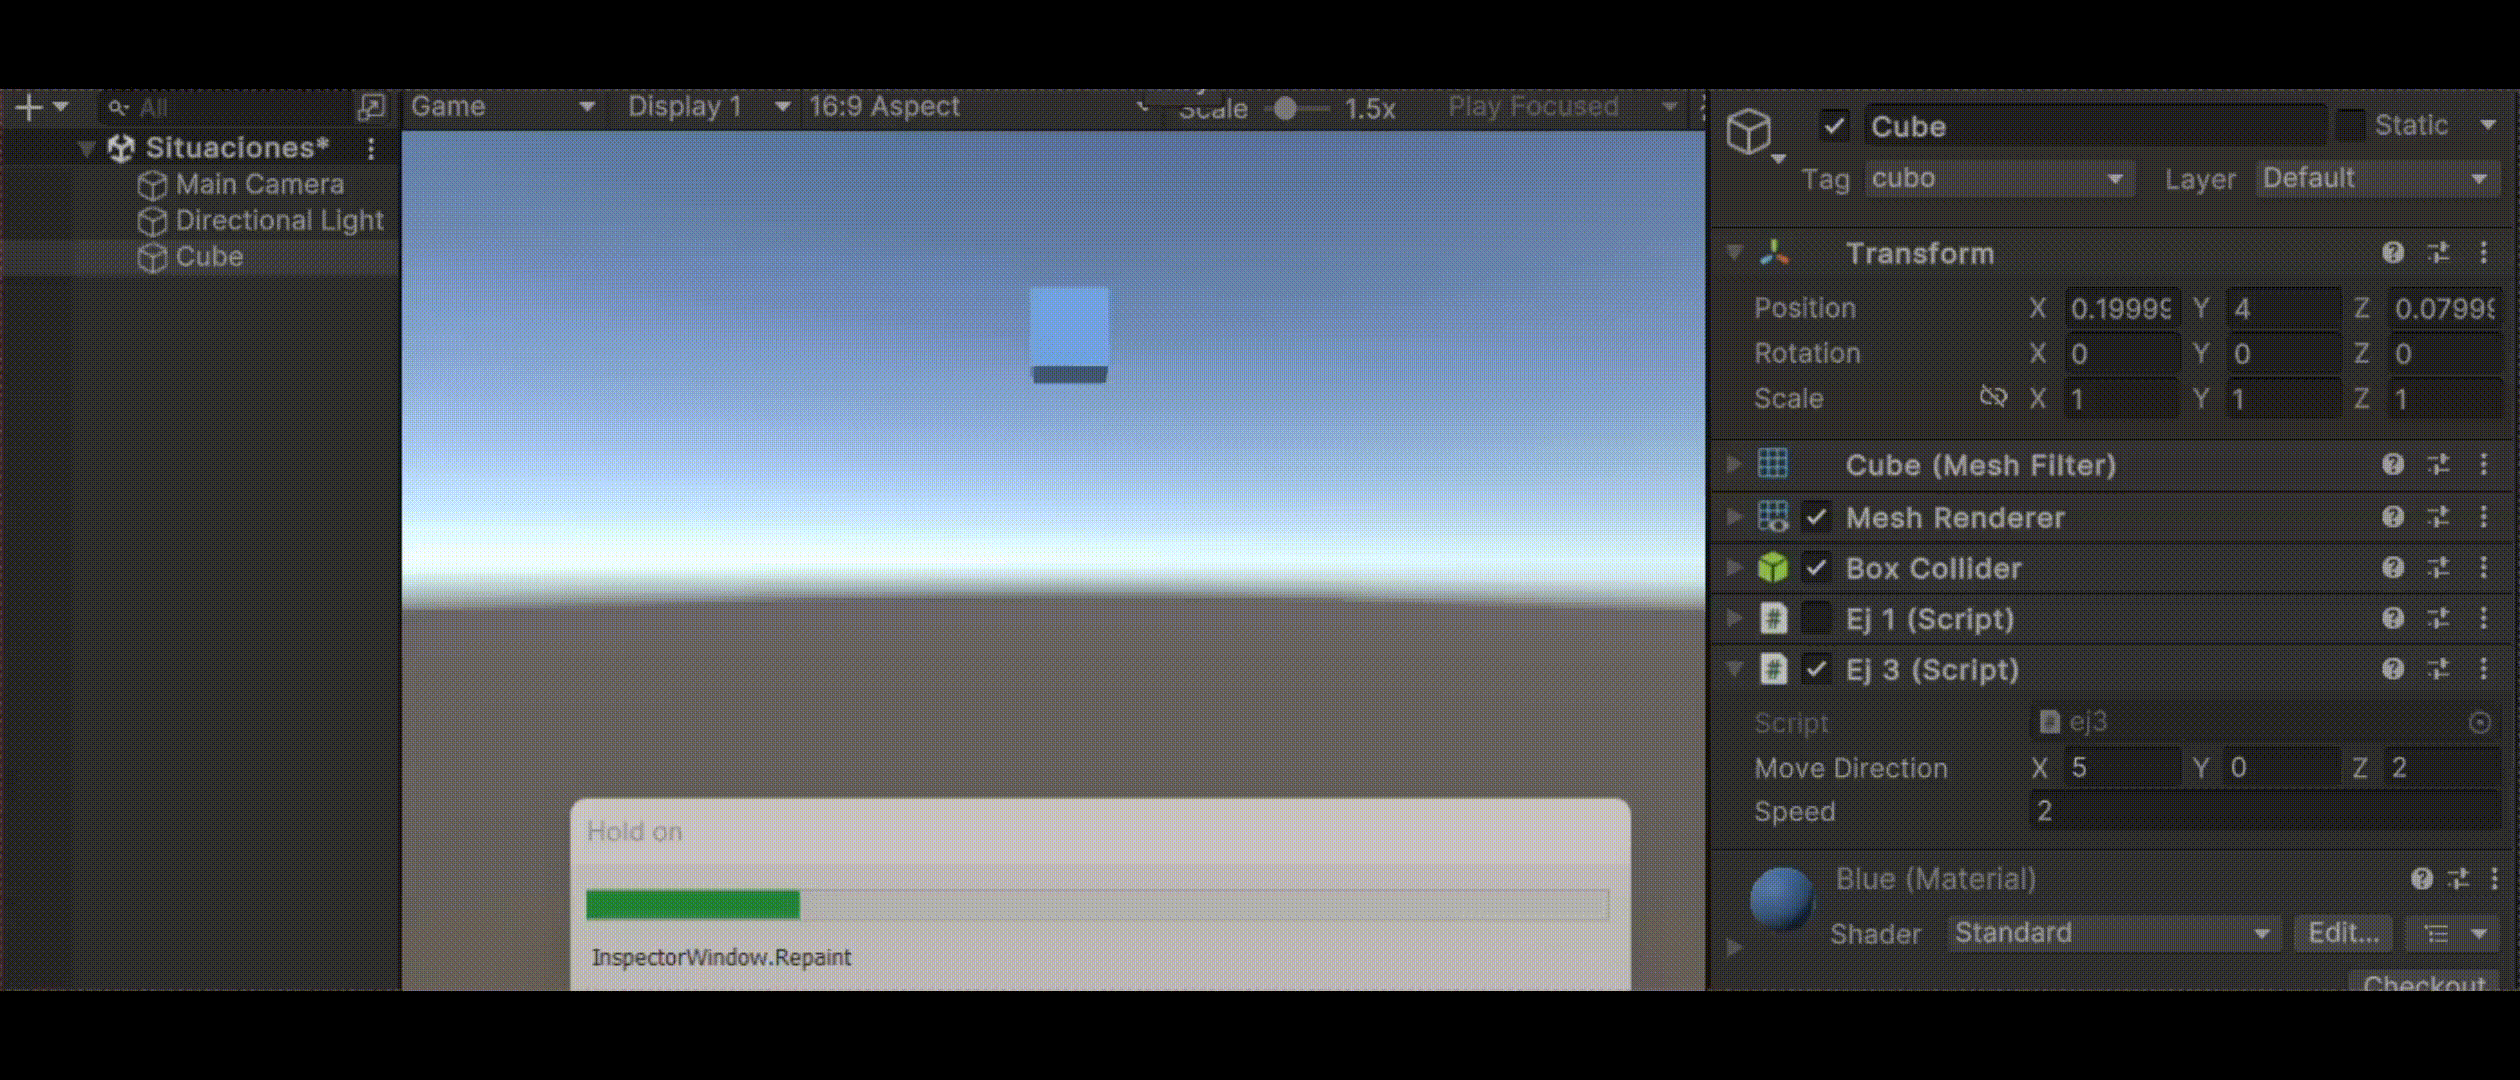 All
Situaciones*
Main Camera
Directional Light
Cube
Game
Display 1
16:9 Aspect
Scale
1.5x
Play Focused
Hold on
InspectorWindow.Repaint
Cube
Static
Tag cubo Layer Default
Transform
Position X 0.19999 Y 4 Z 0.07999
Rotation X 0 Y 0 Z 0
Scale X 1 Y 1 Z 1
Cube (Mesh Filter)
Mesh Renderer
Box Collider
# Ej 1 (Script)
# Ej 3 (Script)
Script # ej3
Move Direction X 5 Y 0 Z 2
Speed 2
Blue (Material)
Shader Standard Edit...
Checkout